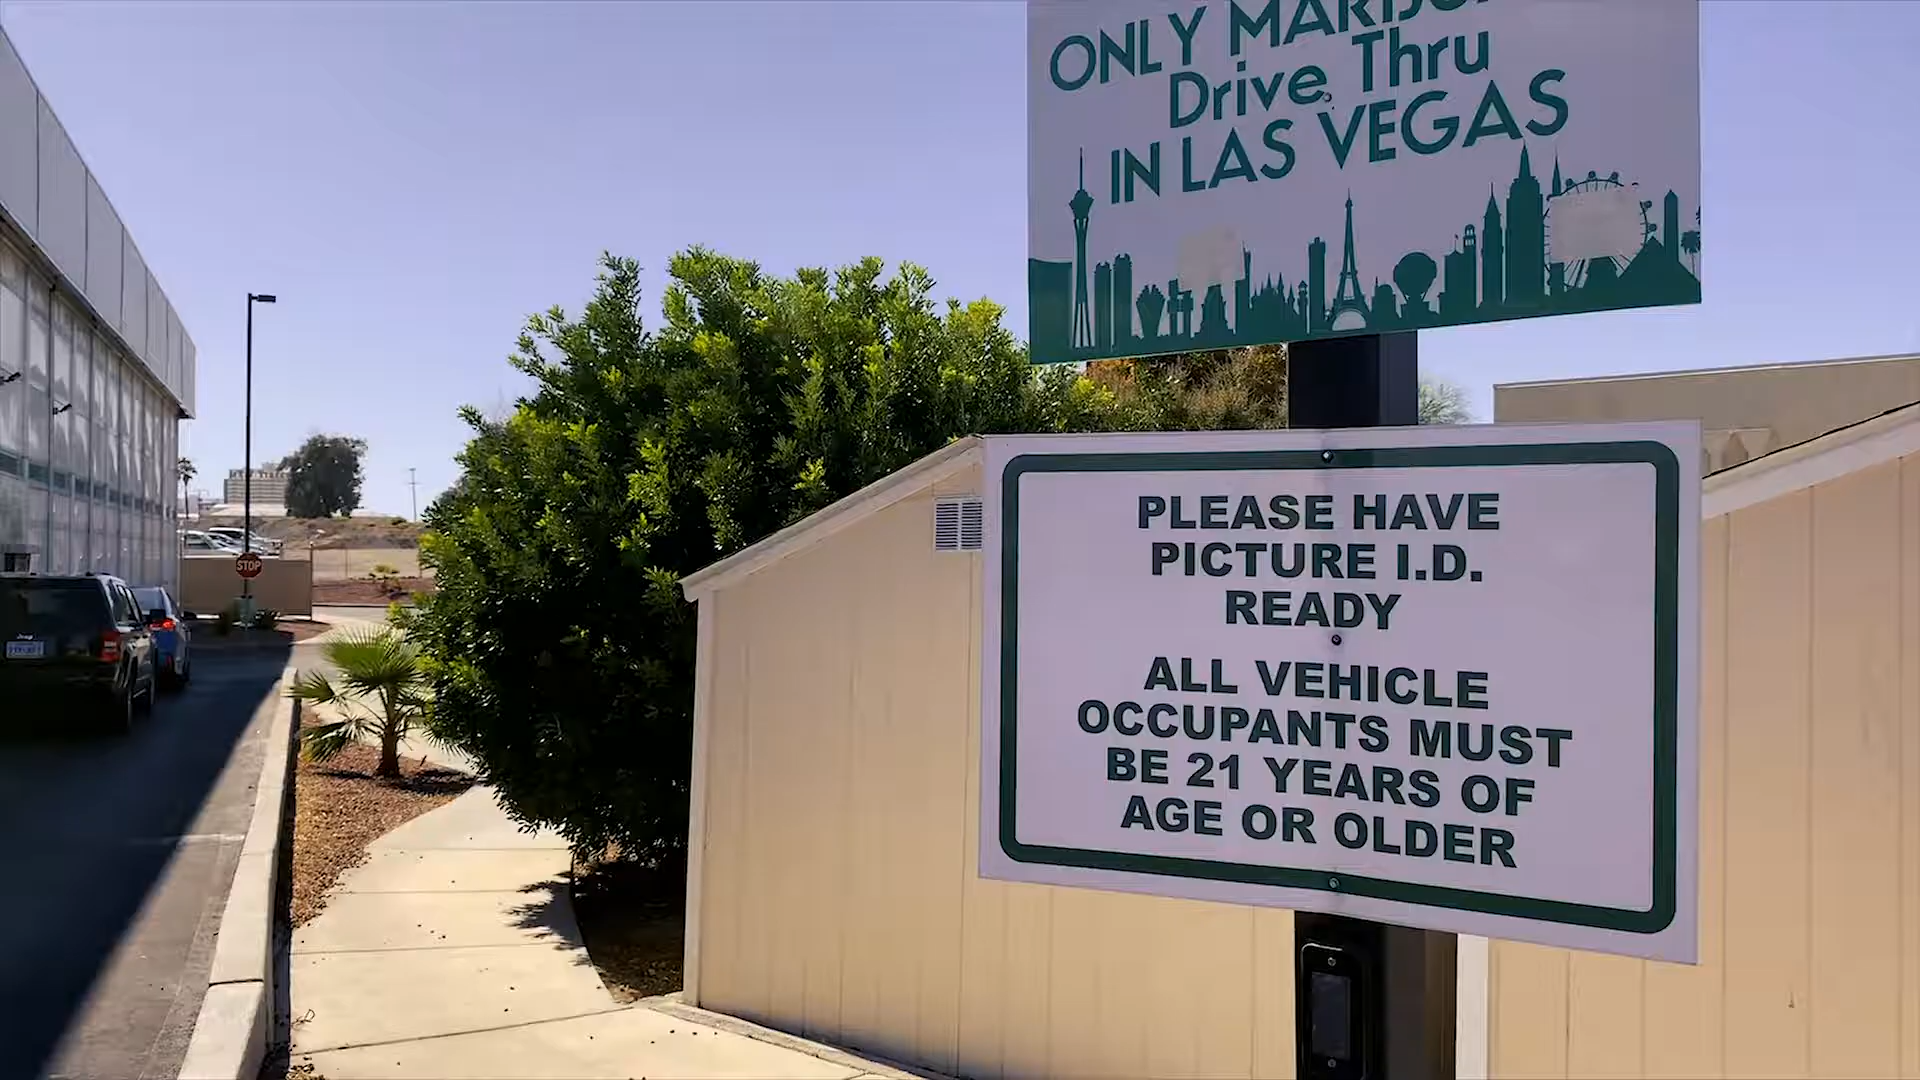 ONLY
Drive Thru
IN LAS VEGAS
PLEASE HAVE
PICTURE I.D.
READY
ALL VEHICLE
OCCUPANTS MUST
BE 21 YEARS OF
AGE OR OLDER
STOP
Jeep